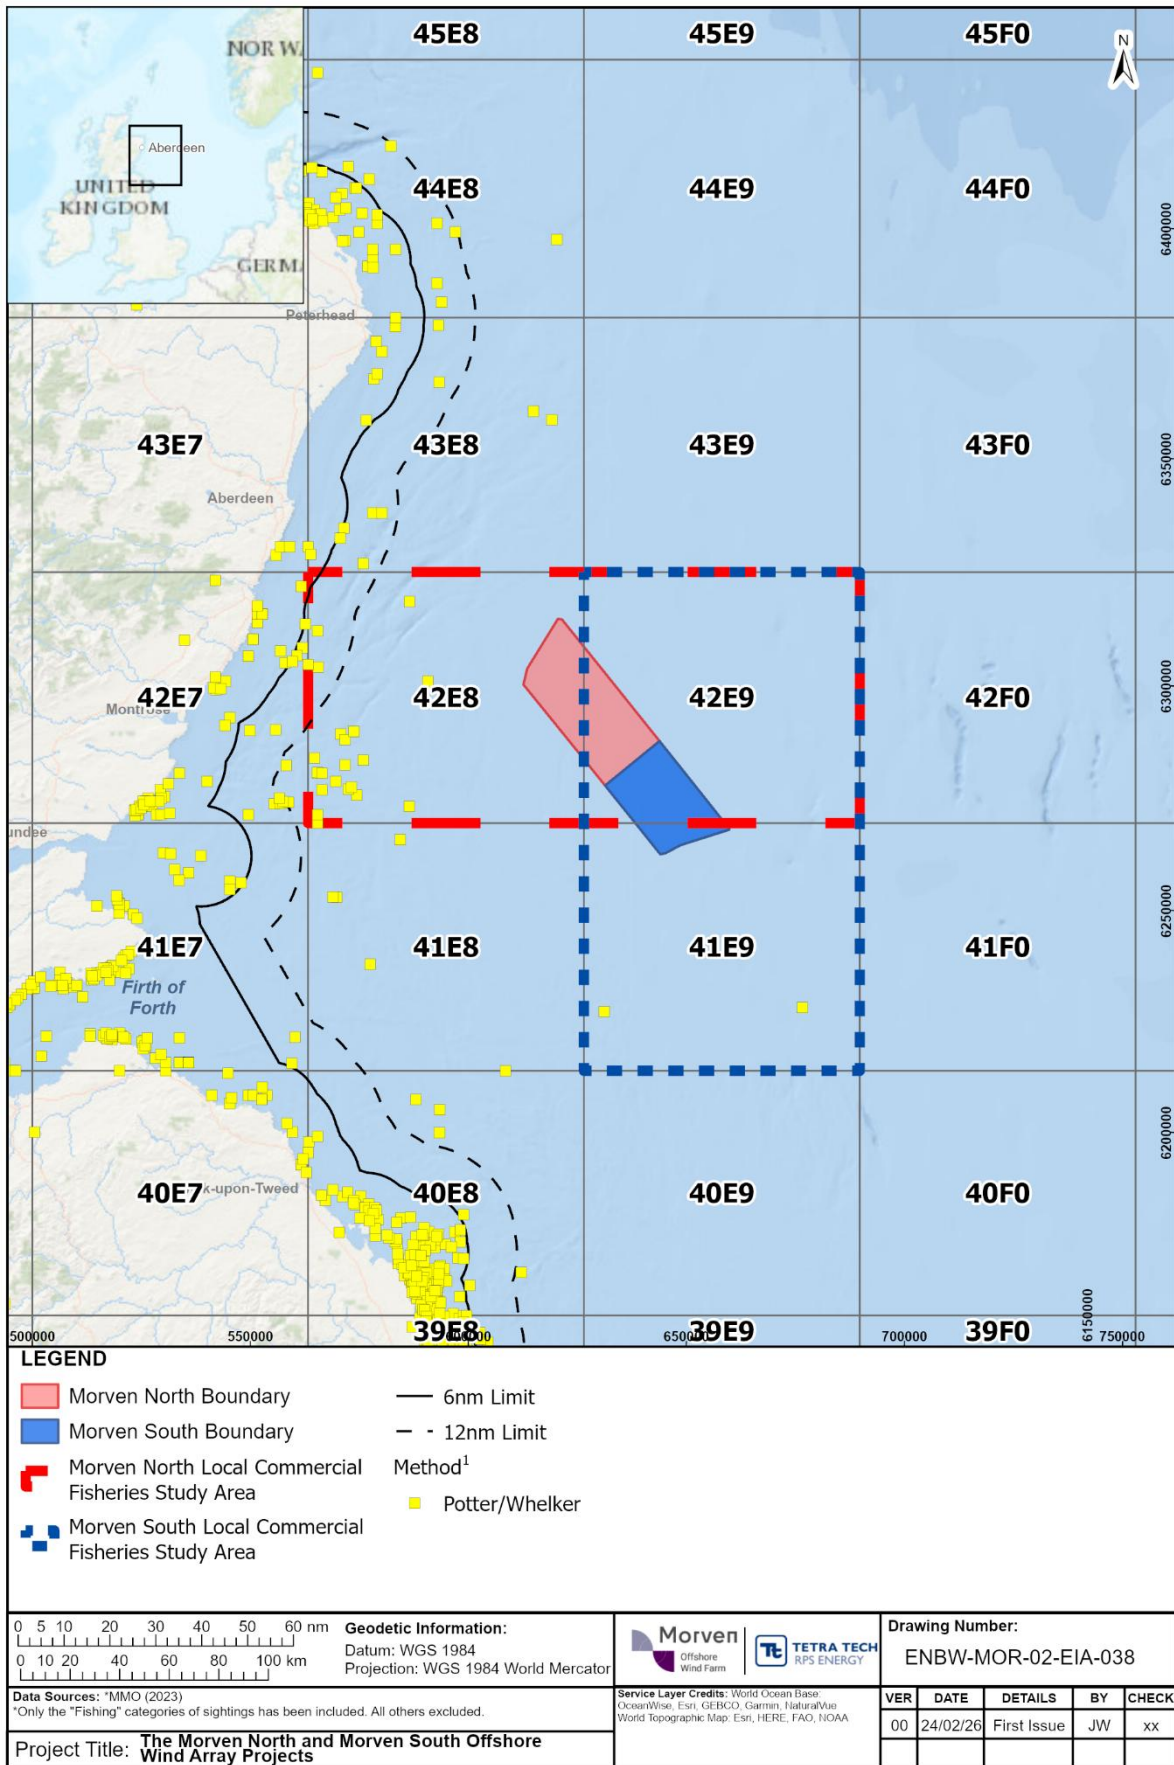 45E8
45E9
45F0
NOR W
N
Aberdeen
UNITED
KINGDOM
GERMA
44E8
44E9
44F0
6400000
Peterhead
43E7
43E8
43E9
43F0
6350000
Aberdeen
42E7
42E8
42E9
42F0
6300000
Montrose
undee
6250000
41E7
41E8
41E9
41F0
Firth of
Forth
6200000
40E7
k-upon-Tweed
40E8
40E9
40F0
6150000
39E8
39E9
39F0
500000
550000
600000
650000
700000
750000
LEGEND
Morven North Boundary
Morven South Boundary
Morven North Local Commercial
Fisheries Study Area
Morven South Local Commercial
Fisheries Study Area
6nm Limit
12nm Limit
Method1
Potter/Whelker
0 5 10 20 30 40 50 60 nm
0 10 20 40 60 80 100 km
Geodetic Information:
Datum: WGS 1984
Projection: WGS 1984 World Mercator
Morven
Offshore
Wind Farm
Tt
TETRA TECH
RPS ENERGY
Drawing Number:
ENBW-MOR-02-EIA-038
Data Sources: *MMO (2023)
*Only the "Fishing" categories of sightings has been included. All others excluded.
Service Layer Credits: World Ocean Base:
OceanWise, Esri, GEBCO, Garmin, NaturalVue
World Topographic Map: Esri, HERE, FAO, NOAA
VER DATE DETAILS BY CHECK
00 24/02/26 First Issue JW xx
Project Title: The Morven North and Morven South Offshore
Wind Array Projects